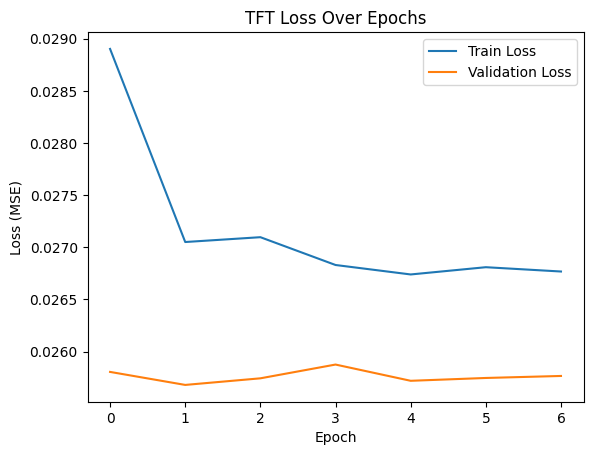 TFT Loss Over Epochs
Train Loss
Validation Loss
0.0290
0.0285
0.0280
0.0275
0.0270
0.0265
0.0260
Loss (MSE)
0 1 2 3 4 5 6
Epoch